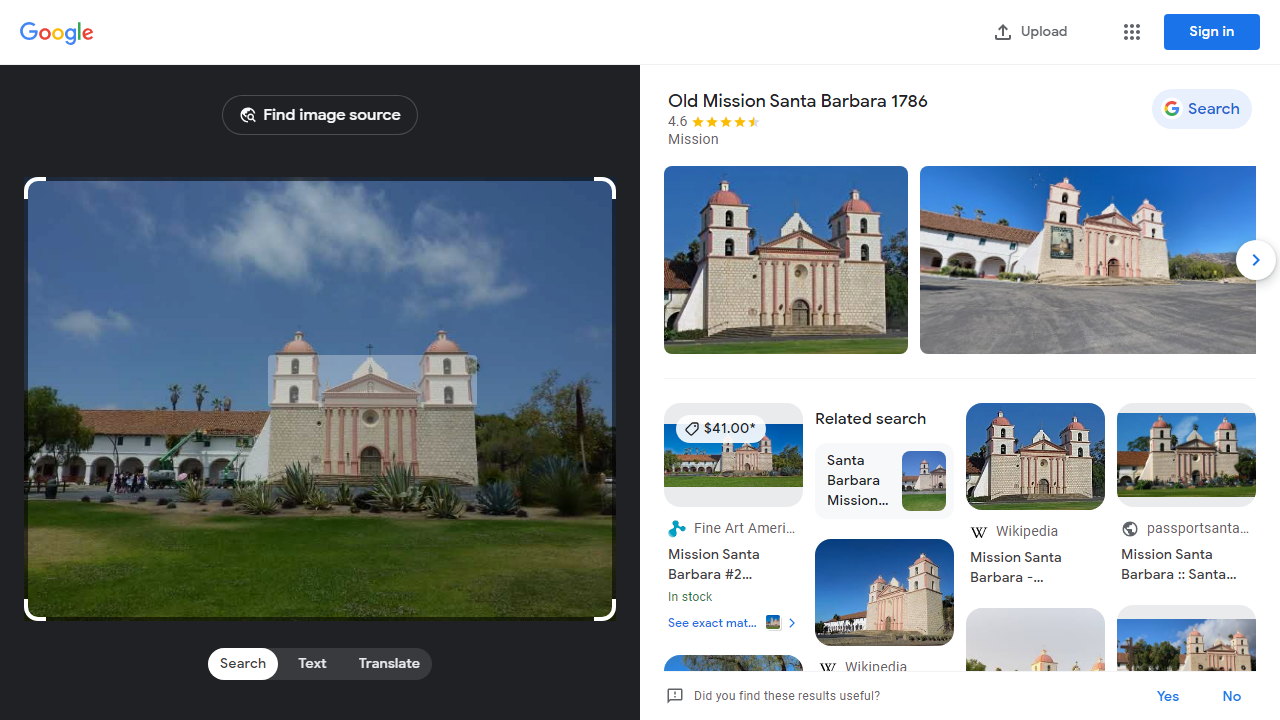 Google
Upload
Sign in
Find image source
Search
Text
Translate
Old Mission Santa Barbara 1786
4.6
Mission
Search
$41.00*
Fine Art Ameri...
Mission Santa
Barbara #2...
In stock
See exact mat...
Related search
Santa
Barbara
Mission...
Wikipedia
Wikipedia
Mission Santa
Barbara -...
passportsanta...
Mission Santa
Barbara :: Santa...
Did you find these results useful?
Yes
No